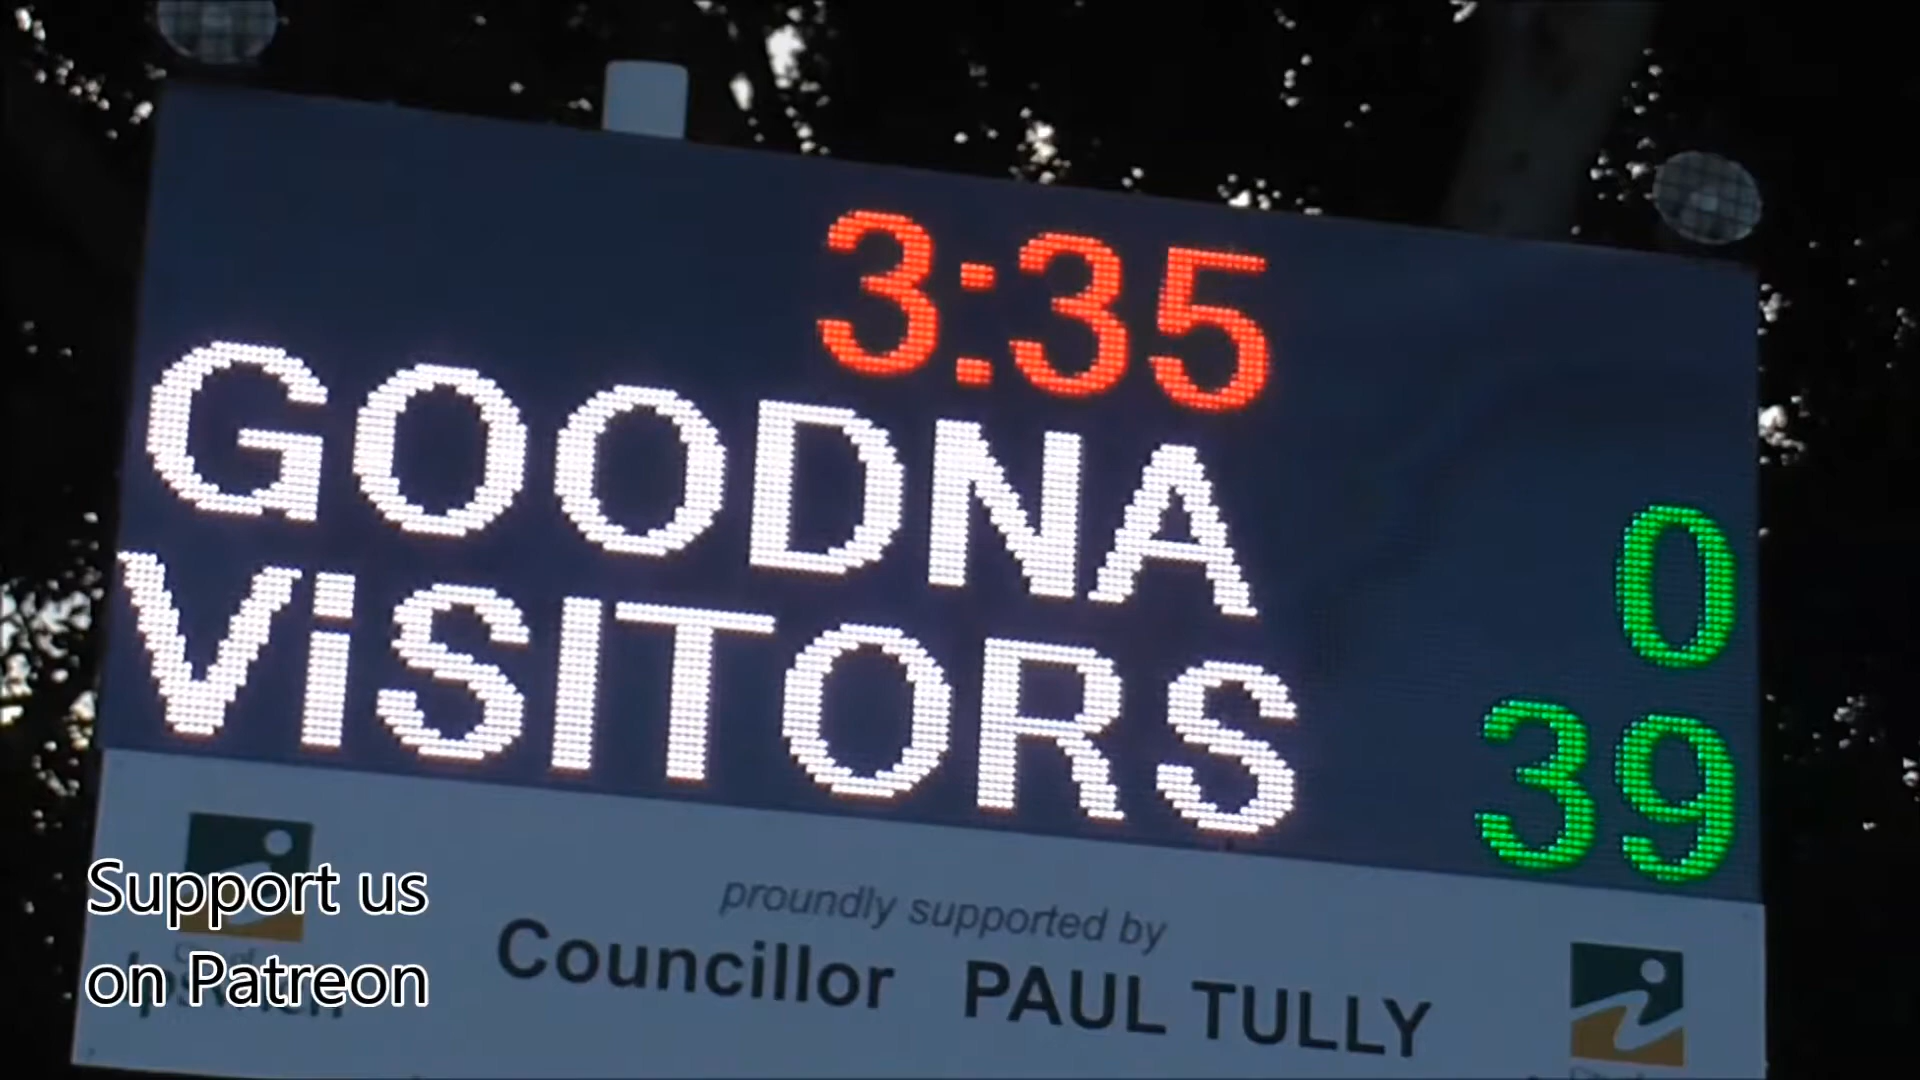 3:35
GOODNA 0
ViSITORS 39
proundly supported by
Councillor PAUL TULLY
Support us
on Patreon